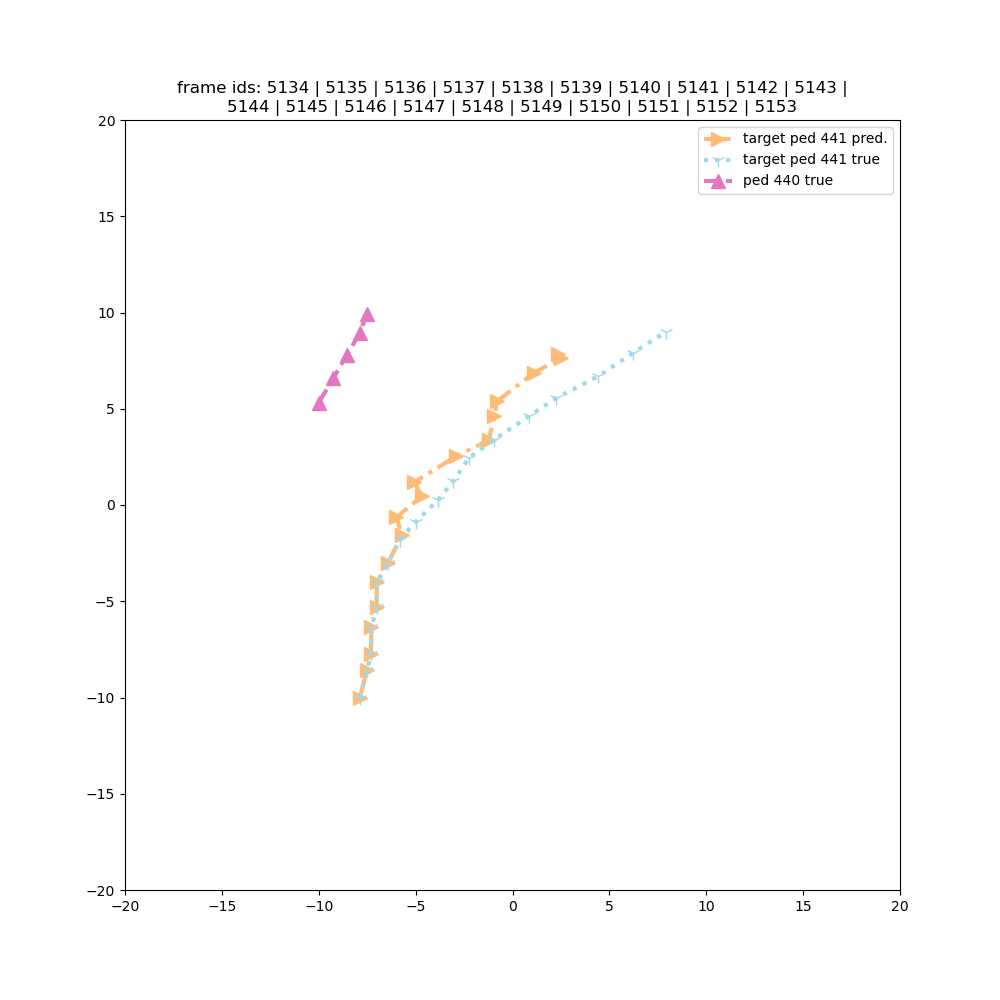 frame ids: 5134 | 5135 | 5136 | 5137 | 5138 | 5139 | 5140 | 5141 | 5142 | 5143 |
5144 | 5145 | 5146 | 5147 | 5148 | 5149 | 5150 | 5151 | 5152 | 5153
target ped 441 pred.
target ped 441 true
ped 440 true
20
15
10
5
0
−5
−10
−15
−20
−20 −15 −10 −5 0 5 10 15 20